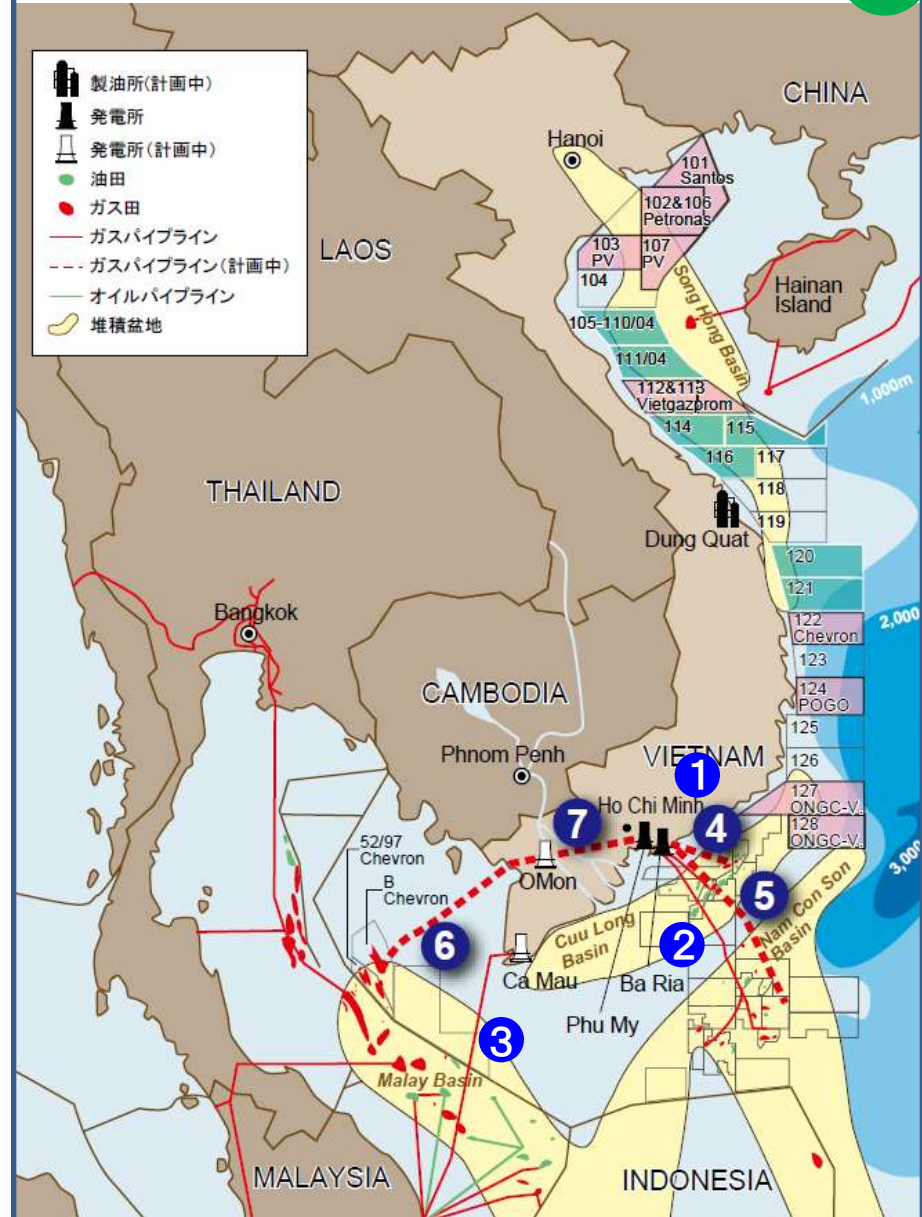 製油所(計画中)
発電所
発電所(計画中)
油田
ガス田
ガスパイプライン
ガスパイプライン(計画中)
オイルパイプライン
堆積盆地
CHINA
Hanoi
101
Santos
102&106
Petronas
103
PV
107
PV
104
LAOS
Song Hong Basin
Hainan
Island
105-110/04
111/04
112&113
Vietgazprom
1,000m
114
115
116
117
118
119
THAILAND
Dung Quat
120
121
Bangkok
122
Chevron
2,000
123
124
POGO
CAMBODIA
125
126
Phnom Penh
VIETNAM
1
127
ONGC-V.
128
ONGC-V.
Ho Chi Minh
7
4
52/97
Chevron
B
Chevron
OMon
3,000
5
6
Cuu Long
Basin
2
Nam Con Son
Basin
Ca Mau
Ba Ria
Phu My
3
Malay Basin
MALAYSIA
INDONESIA